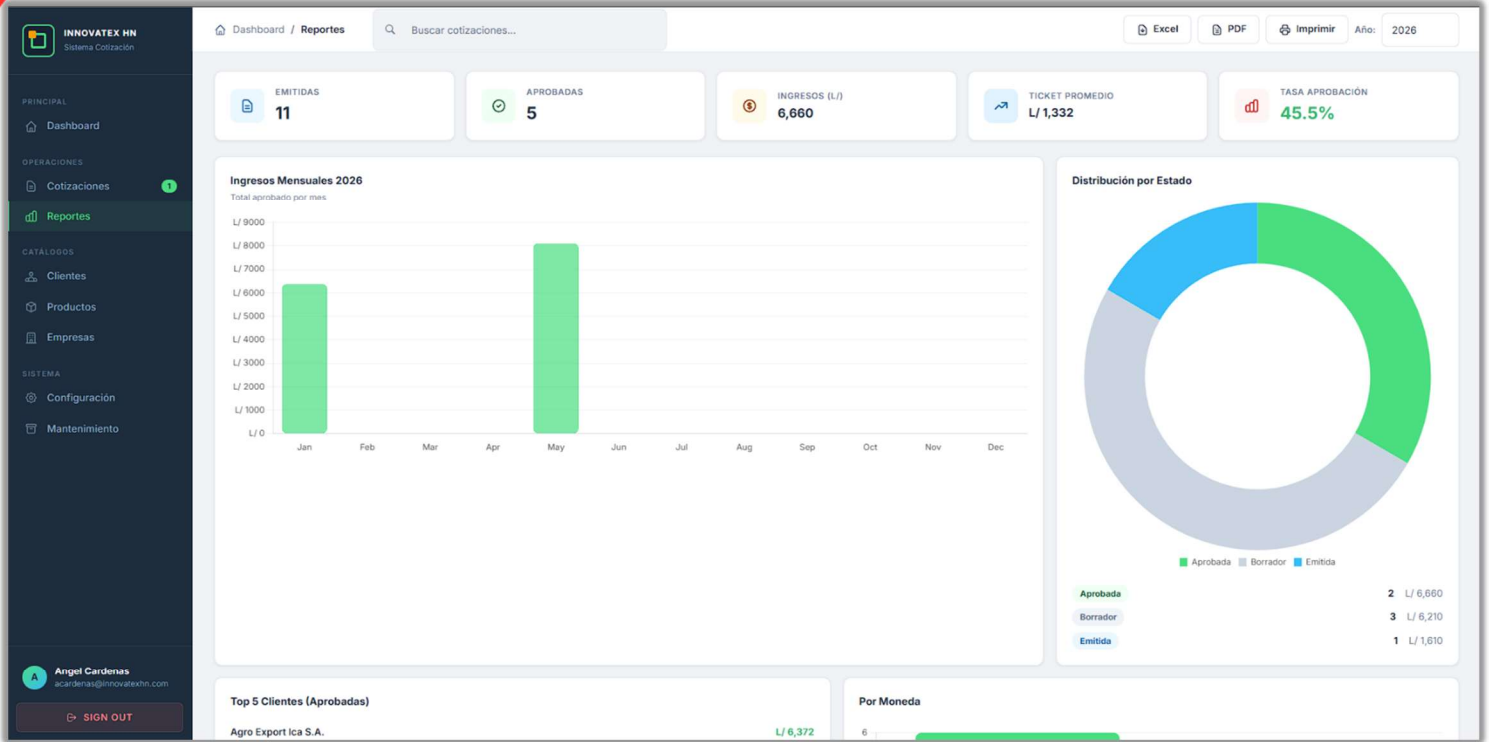 INNOVATEX HN
Sistema Cotización
PRINCIPAL
Dashboard
OPERACIONES
Cotizaciones 1
Reportes
CATÁLOGOS
Clientes
Productos
Empresas
SISTEMA
Configuración
Mantenimiento
A
Angel Cardenas
acardenas@innovatexhn.com
SIGN OUT
Dashboard / Reportes
Buscar cotizaciones...
Excel
PDF
Imprimir
Año: 2026
EMITIDAS
11
APROBADAS
5
INGRESOS (L/)
6,660
TICKET PROMEDIO
L/ 1,332
TASA APROBACIÓN
45.5%
Ingresos Mensuales 2026
Total aprobado por mes
L/ 9000
L/ 8000
L/ 7000
L/ 6000
L/ 5000
L/ 4000
L/ 3000
L/ 2000
L/ 1000
L/ 0
Jan Feb Mar Apr May Jun Jul Aug Sep Oct Nov Dec
Distribución por Estado
Aprobada Borrador Emitida
Aprobada 2 L/ 6,660
Borrador 3 L/ 6,210
Emitida 1 L/ 1,610
Top 5 Clientes (Aprobadas)
Agro Export Ica S.A. L/ 6,372
Por Moneda
6